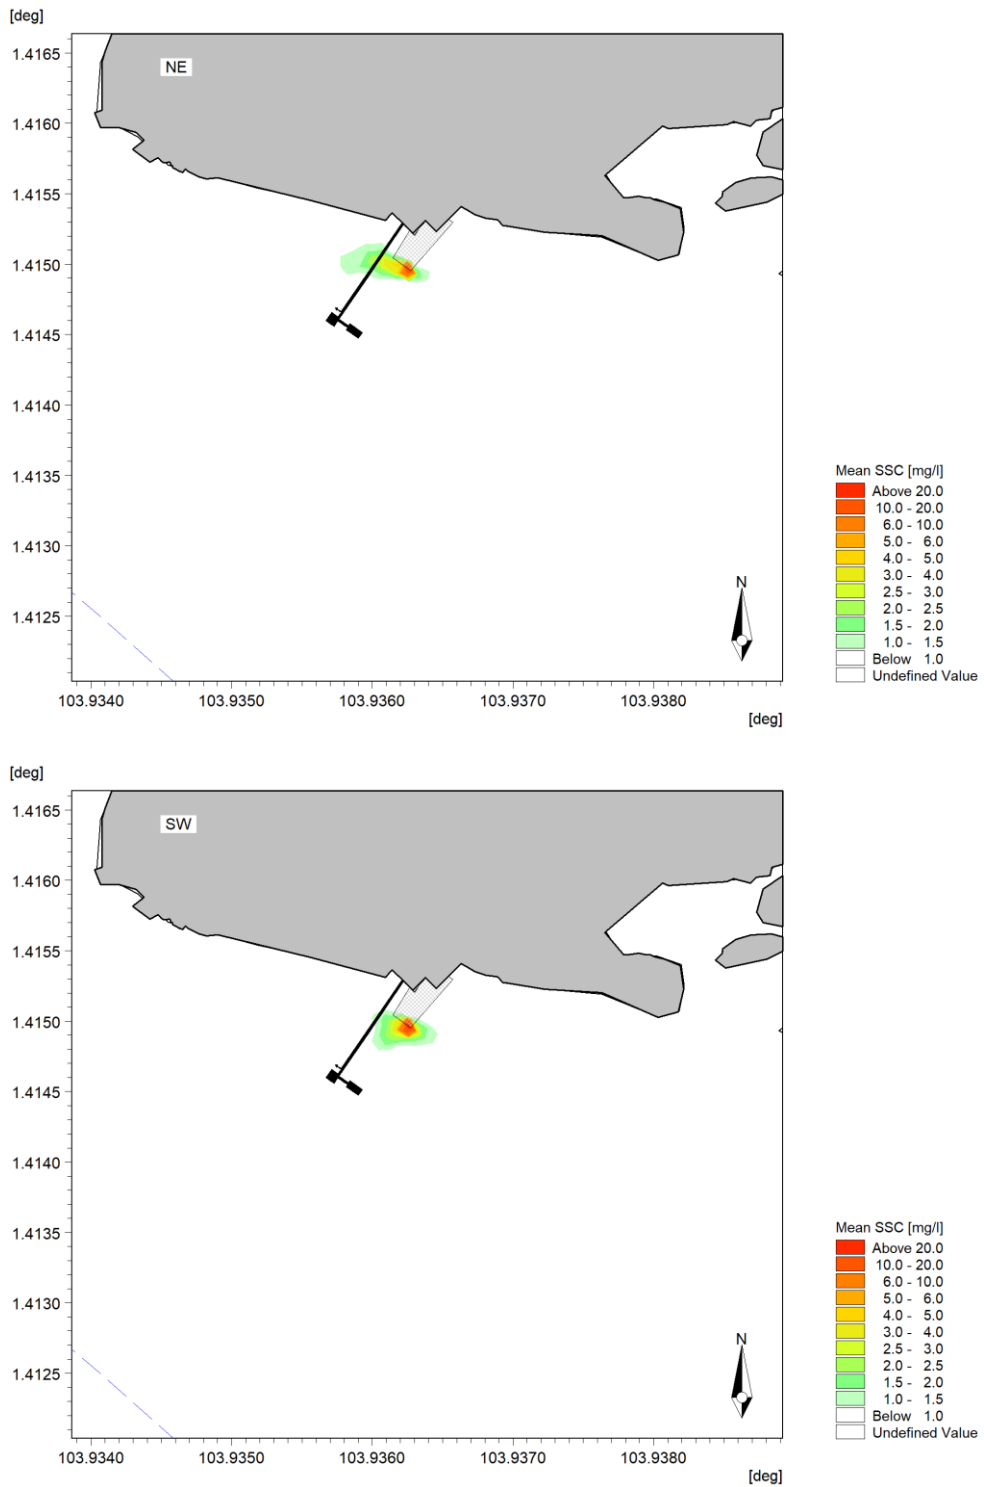 [deg]
NE
1.4165
1.4160
1.4155
1.4150
1.4145
1.4140
1.4135
1.4130
1.4125
103.9340 103.9350 103.9360 103.9370 103.9380
[deg]
N
Mean SSC [mg/l]
Above 20.0
10.0 - 20.0
6.0 - 10.0
5.0 - 6.0
4.0 - 5.0
3.0 - 4.0
2.5 - 3.0
2.0 - 2.5
1.5 - 2.0
1.0 - 1.5
Below 1.0
Undefined Value
[deg]
SW
1.4165
1.4160
1.4155
1.4150
1.4145
1.4140
1.4135
1.4130
1.4125
103.9340 103.9350 103.9360 103.9370 103.9380
[deg]
N
Mean SSC [mg/l]
Above 20.0
10.0 - 20.0
6.0 - 10.0
5.0 - 6.0
4.0 - 5.0
3.0 - 4.0
2.5 - 3.0
2.0 - 2.5
1.5 - 2.0
1.0 - 1.5
Below 1.0
Undefined Value